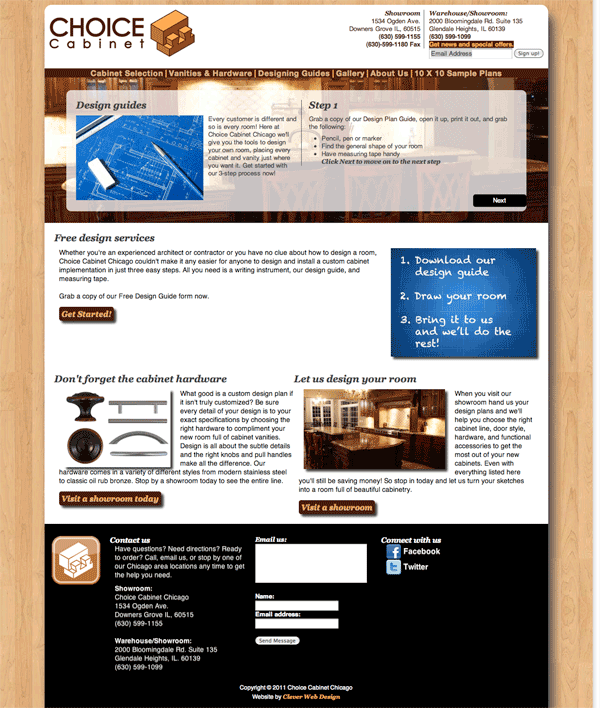 CHOICE
Cabinet
Showroom
1534 Ogden Ave.
Downers Grove IL, 60515
(630) 599-1155
(630)-599-1180 Fax
Warehouse/Showroom:
2000 Bloomingdale Rd. Suite 135
Glendale Heights, IL 60139
(630) 599-1099
Get news and special offers.
Email Address Sign up!
Cabinet Selection | Vanities & Hardware | Designing Guides | Gallery | About Us | 10 X 10 Sample Plans
Design guides
Every customer is different and
so is every room! Here at
Choice Cabinet Chicago we'll
give you the tools to design
your own room, placing every
cabinet and vanity just where
you want it. Get started with
our 3-step process now!
Step 1
Grab a copy of our Design Plan Guide, open it up, print it out, and grab
the following:
• Pencil, pen or marker
• Find the general shape of your room
• Have measuring tape handy
Click Next to move on to the next step
Next
Free design services
Whether you're an experienced architect or contractor or you have no clue about how to design a room,
Choice Cabinet Chicago couldn't make it any easier for anyone to design and install a custom cabinet
implementation in just three easy steps. All you need is a writing instrument, our design guide, and
measuring tape.
Grab a copy of our Free Design Guide form now.
Get Started!
1. Download our
design guide
2. Draw your room
3. Bring it to us
and we'll do the
rest!
Don't forget the cabinet hardware
What good is a custom design plan if
it isn't truly customized? Be sure
every detail of your design is to your
exact specifications by choosing the
right hardware to compliment your
new room full of cabinet vanities.
Design is all about the subtle details
and the right knobs and pull handles
make all the difference. Our
hardware comes in a variety of different styles from modern stainless steel
to classic oil rub bronze. Stop by a showroom today to see the entire line.
Visit a showroom today
Let us design your room
When you visit our
showroom hand us your
design plans and we'll
help you choose the right
cabinet line, door style,
hardware, and functional
accessories to get the
most out of your new
cabinets. Even with
everything listed here
you'll still be saving money! So stop in today and let us turn your sketches
into a room full of beautiful cabinetry.
Visit a showroom
Contact us
Have questions? Need directions? Ready
to order? Call, email us, or stop by one of
our Chicago area locations any time to get
the help you need.
Showroom:
Choice Cabinet Chicago
1534 Ogden Ave.
Downers Grove IL, 60515
(630) 599-1155
Warehouse/Showroom:
2000 Bloomingdale Rd. Suite 135
Glendale Heights, IL. 60139
(630) 599-1099
Email us:
Name:
Email address:
Send Message
Connect with us
Facebook
Twitter
Copyright © 2011 Choice Cabinet Chicago
Website by Clever Web Design